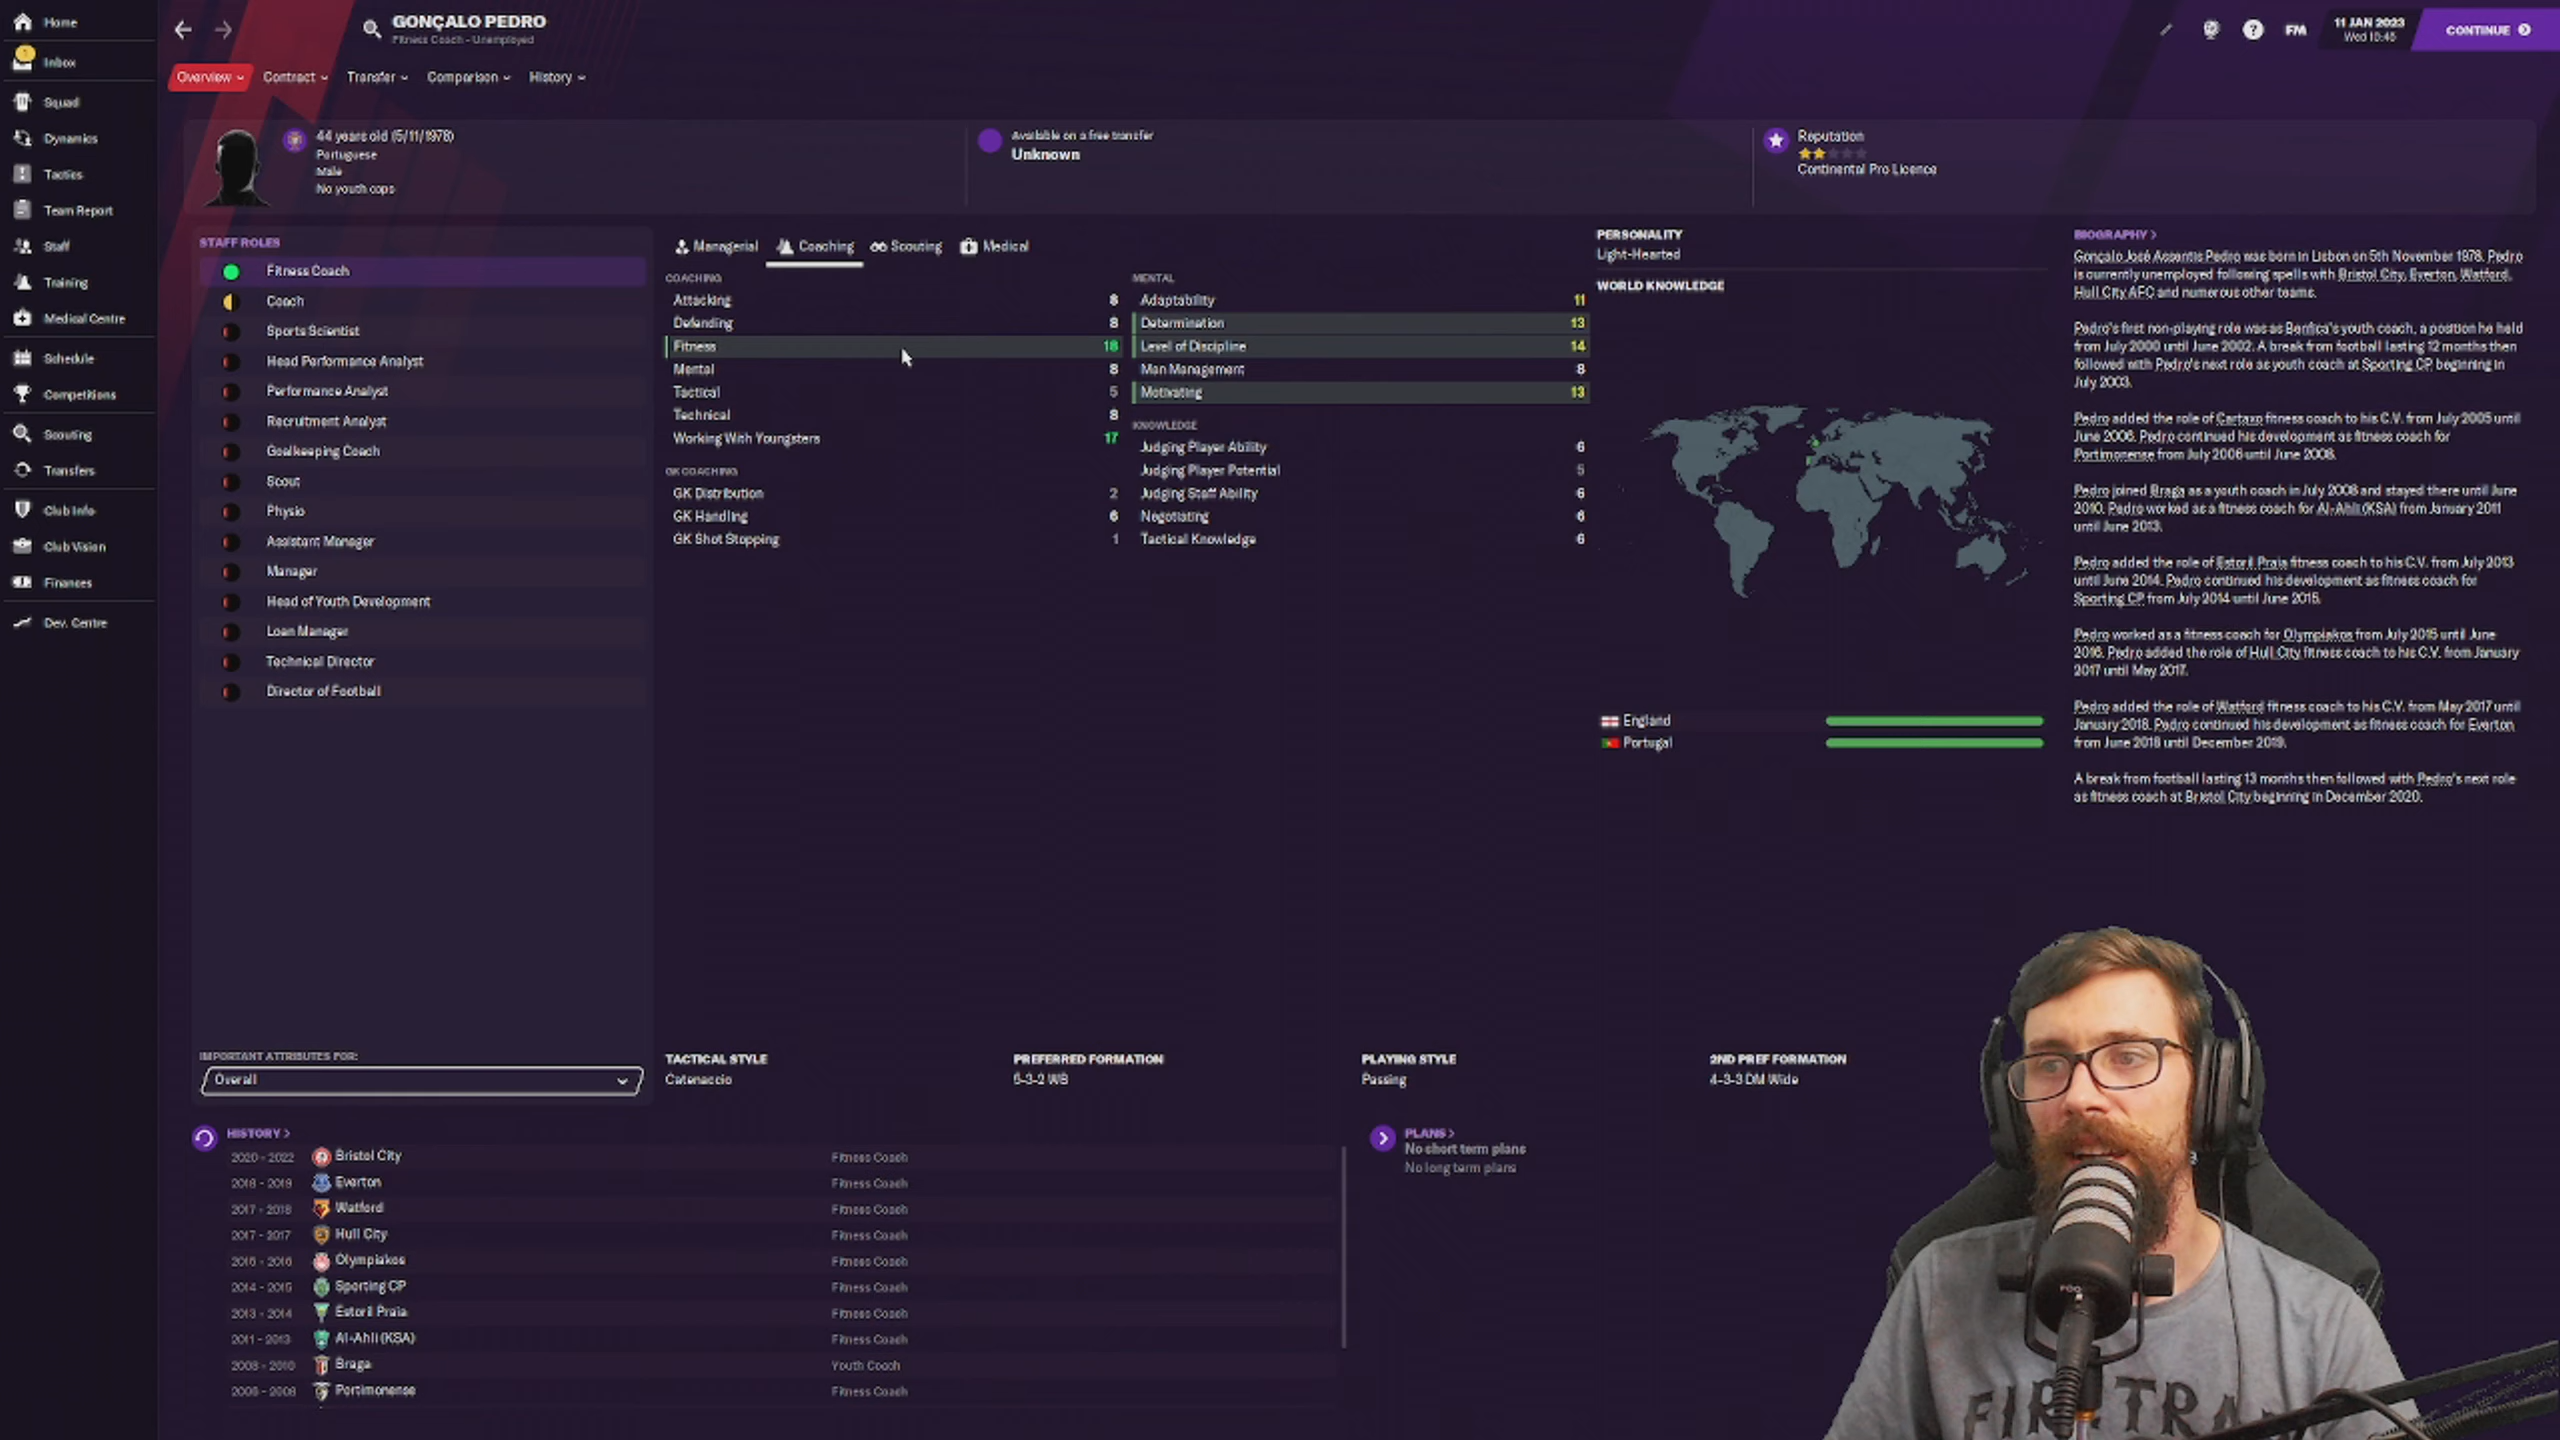 Home
Inbox
Squad
Dynamics
Tactics
Team Report
Staff
Training
Medical Centre
Schedule
Competitions
Scouting
Transfers
Club Info
Club Vision
Finances
Dev. Centre
GONÇALO PEDRO
Fitness Coach - Unemployed
FM
11 JAN 2023
Wed 10:45
CONTINUE
Overview
Contract
Transfer
Comparison
History
44 years old (5/11/1978)
Portuguese
Male
No youth caps
Available on a free transfer
Unknown
Reputation
Continental Pro Licence
STAFF ROLES
Fitness Coach
Coach
Sports Scientist
Head Performance Analyst
Performance Analyst
Recruitment Analyst
Goalkeeping Coach
Scout
Physio
Assistant Manager
Manager
Head of Youth Development
Loan Manager
Technical Director
Director of Football
IMPORTANT ATTRIBUTES FOR:
Overall
Managerial
Coaching
Scouting
Medical
COACHING
Attacking 8
Defending 8
Fitness 18
Mental 8
Tactical 5
Technical 8
Working With Youngsters 17
GK COACHING
GK Distribution 2
GK Handling 6
GK Shot Stopping 1
MENTAL
Adaptability 11
Determination 13
Level of Discipline 14
Man Management 8
Motivating 13
KNOWLEDGE
Judging Player Ability 6
Judging Player Potential 5
Judging Staff Ability 6
Negotiating 6
Tactical Knowledge 6
PERSONALITY
Light-Hearted
WORLD KNOWLEDGE
England
Portugal
BIOGRAPHY >
Gonçalo José Assentis Pedro was born in Lisbon on 5th November 1978. Pedro
is currently unemployed following spells with Bristol City, Everton, Watford,
Hull City AFC and numerous other teams.
Pedro's first non-playing role was as Benfica's youth coach, a position he held
from July 2000 until June 2002. A break from football lasting 12 months then
followed with Pedro's next role as youth coach at Sporting CP beginning in
July 2003.
Pedro added the role of Cartaxo fitness coach to his C.V. from July 2005 until
June 2006. Pedro continued his development as fitness coach for
Portimonense from July 2006 until June 2008.
Pedro joined Braga as a youth coach in July 2008 and stayed there until June
2010. Pedro worked as a fitness coach for Al-Ahli (KSA) from January 2011
until June 2013.
Pedro added the role of Estoril Praia fitness coach to his C.V. from July 2013
until June 2014. Pedro continued his development as fitness coach for
Sporting CP from July 2014 until June 2015.
Pedro worked as a fitness coach for Olympiakos from July 2015 until June
2016. Pedro added the role of Hull City fitness coach to his C.V. from January
2017 until May 2017.
Pedro added the role of Watford fitness coach to his C.V. from May 2017 until
January 2018. Pedro continued his development as fitness coach for Everton
from June 2018 until December 2019.
A break from football lasting 13 months then followed with Pedro's next role
as fitness coach at Bristol City beginning in December 2020.
TACTICAL STYLE
Catenaccio
PREFERRED FORMATION
5-3-2 WB
PLAYING STYLE
Passing
2ND PREF FORMATION
4-3-3 DM Wide
HISTORY >
2020 - 2022 Bristol City Fitness Coach
2018 - 2019 Everton Fitness Coach
2017 - 2018 Watford Fitness Coach
2017 - 2017 Hull City Fitness Coach
2015 - 2016 Olympiakos Fitness Coach
2014 - 2015 Sporting CP Fitness Coach
2013 - 2014 Estoril Praia Fitness Coach
2011 - 2013 Al-Ahli (KSA) Fitness Coach
2008 - 2010 Braga Youth Coach
2006 - 2008 Portimonense Fitness Coach
PLANS >
No short term plans
No long term plans